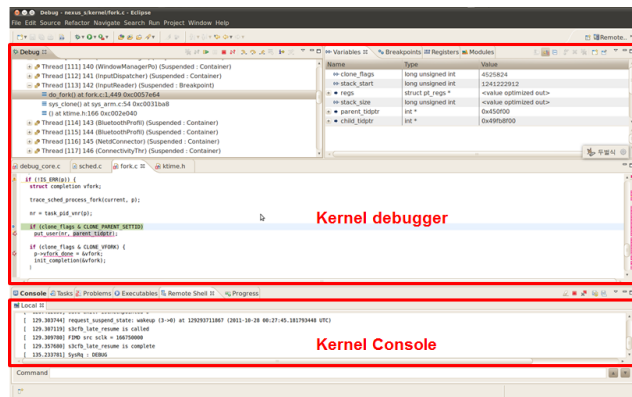 Debug - nexus_s/kernel/fork.c - Eclipse
File Edit Source Refactor Navigate Search Run Project Window Help
Remote...
Debug
Thread [111] 140 (WindowManagerPo) (Suspended : Container)
Thread [112] 141 (InputDispatcher) (Suspended : Container)
Thread [113] 142 (InputReader) (Suspended : Breakpoint)
do_fork() at fork.c:1,449 0xc0057e64
sys_clone() at sys_arm.c:54 0xc0031ba8
() at ktime.h:166 0xc002e040
Thread [114] 143 (BluetoothProfil) (Suspended : Container)
Thread [115] 144 (BluetoothProfil) (Suspended : Container)
Thread [116] 145 (NetdConnector) (Suspended : Container)
Thread [117] 146 (ConnectivityThr) (Suspended : Container)
Variables Breakpoints Registers Modules
Name Type Value
clone_flags long unsigned int 4525824
stack_start long unsigned int 1241222912
regs struct pt_regs * <value optimized out>
stack_size long unsigned int <value optimized out>
parent_tidptr int * 0x450f00
child_tidptr int * 0x49fb8f00
두벌식
debug_core.c sched.c fork.c ktime.h
if (!IS_ERR(p)) {
struct completion vfork;
trace_sched_process_fork(current, p);
nr = task_pid_vnr(p);
if (clone_flags & CLONE_PARENT_SETTID)
put_user(nr, parent_tidptr);
if (clone_flags & CLONE_VFORK) {
p->vfork_done = &vfork;
init_completion(&vfork);
}
Kernel debugger
Console Tasks Problems Executables Remote Shell Progress
Local
[ 129.303744] request_suspend_state: wakeup (3->0) at 129293711867 (2011-10-28 00:27:45.181793448 UTC)
[ 129.307119] s3cfb_late_resume is called
[ 129.309788] FIMD src sclk = 166750000
[ 129.357680] s3cfb_late_resume is complete
[ 135.233781] SysRq : DEBUG
Kernel Console
Command